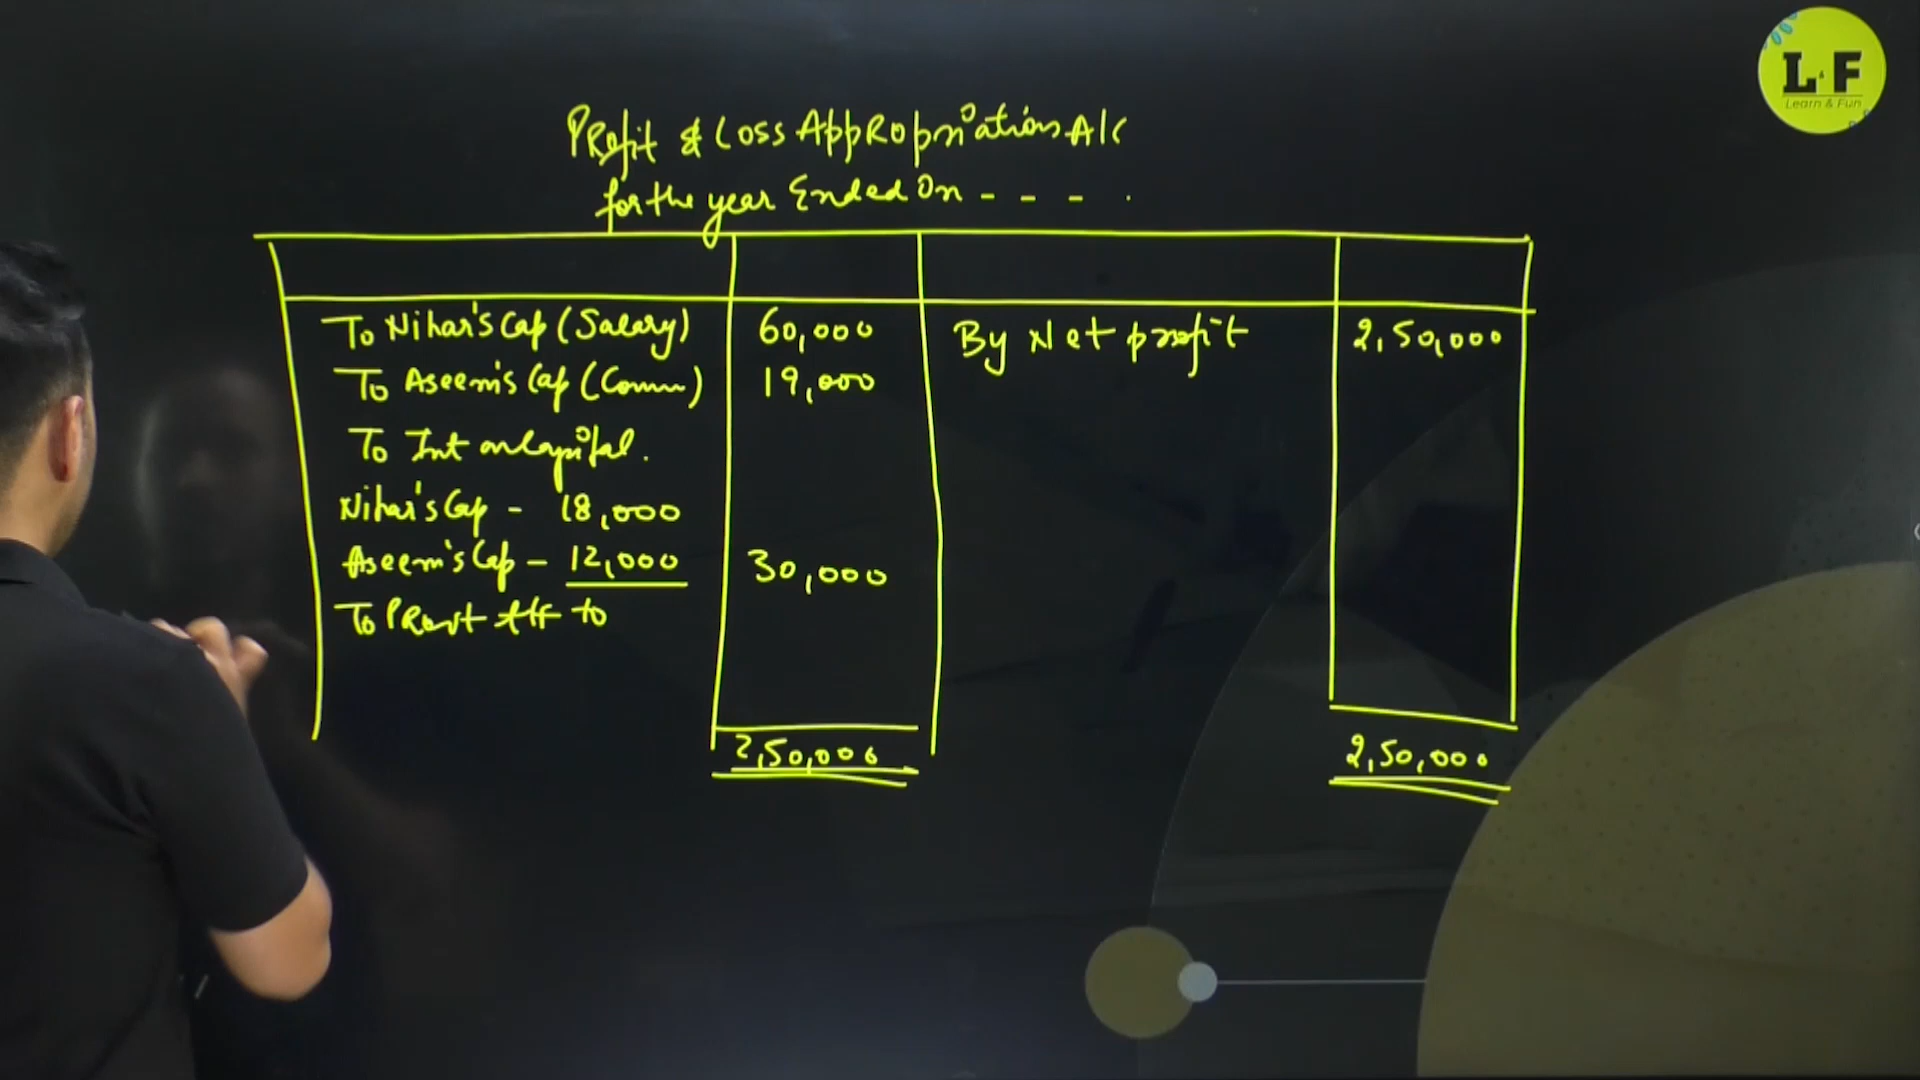 L&F
Learn & Fun
Profit & Loss Appropriations A/c
for the year Ended On - - - .
To Nihar's Cap (Salary) 60,000 By Net profit 2,50,000
To Aseem's Cap (Comm) 19,000
To Int on Capital.
Nihar's Cap - 18,000
Aseem's Cap - 12,000 30,000
To Profit tff to
2,50,000 2,50,000